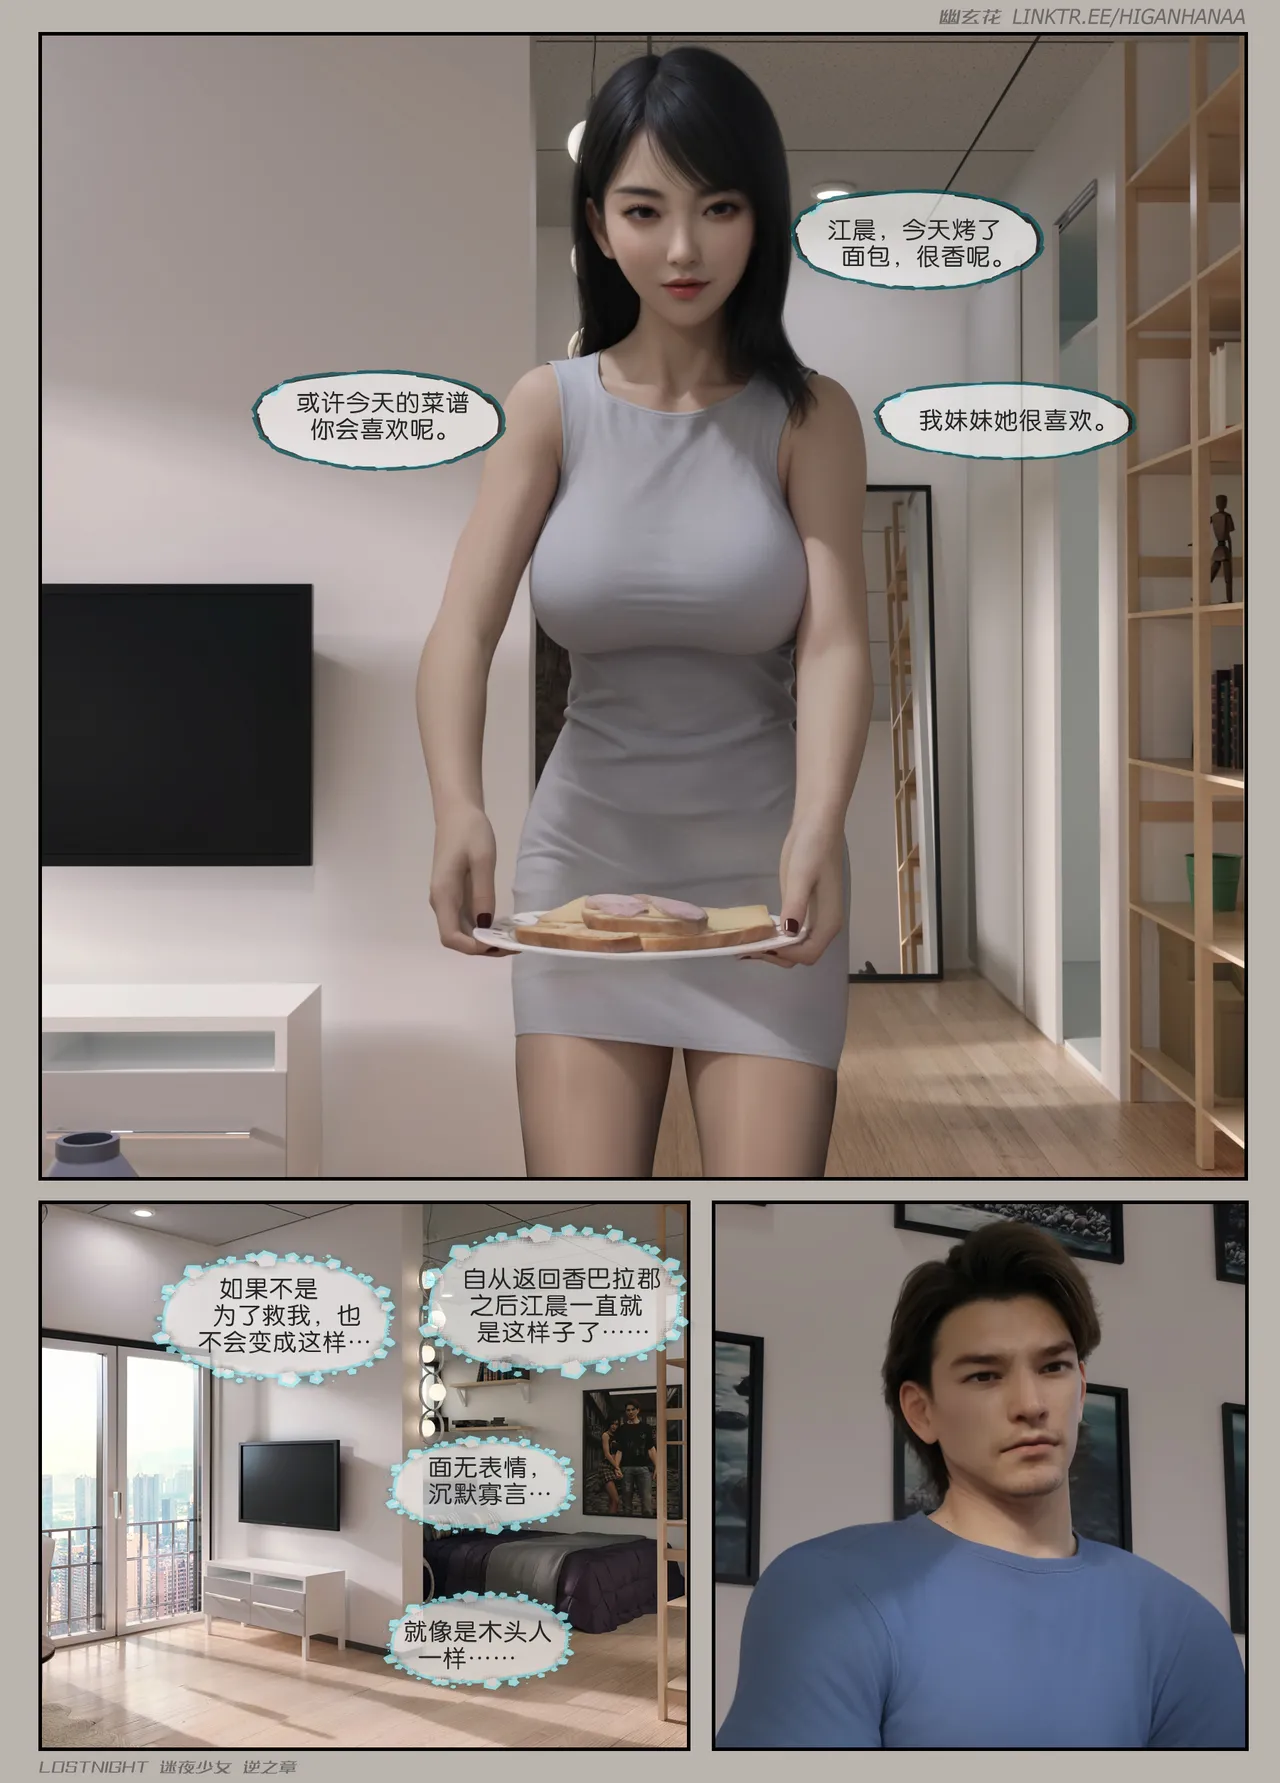 幽玄花 LINKTR.EE/HIGANHANAA
江晨，今天烤了
面包，很香呢。
或许今天的菜谱
你会喜欢呢。
我妹妹她很喜欢。
如果不是
为了救我，也
不会变成这样…
自从返回香巴拉郡
之后江晨一直就
是这样子了……
面无表情，
沉默寡言…
就像是木头人
一样……
LOSTNIGHT 迷夜少女 逆之章